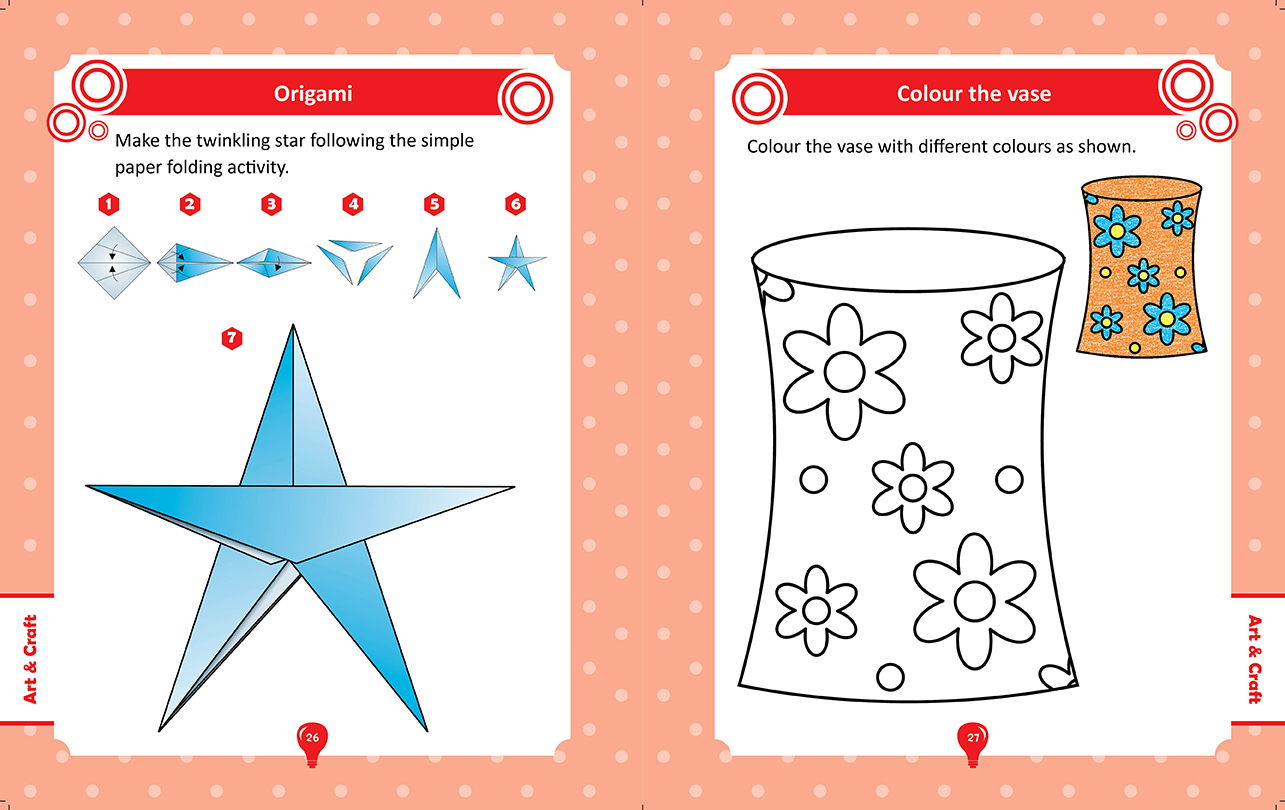 Origami
Make the twinkling star following the simple
paper folding activity.
1 2 3 4 5 6
7
Art & Craft
26
Colour the vase
Colour the vase with different colours as shown.
Art & Craft
27